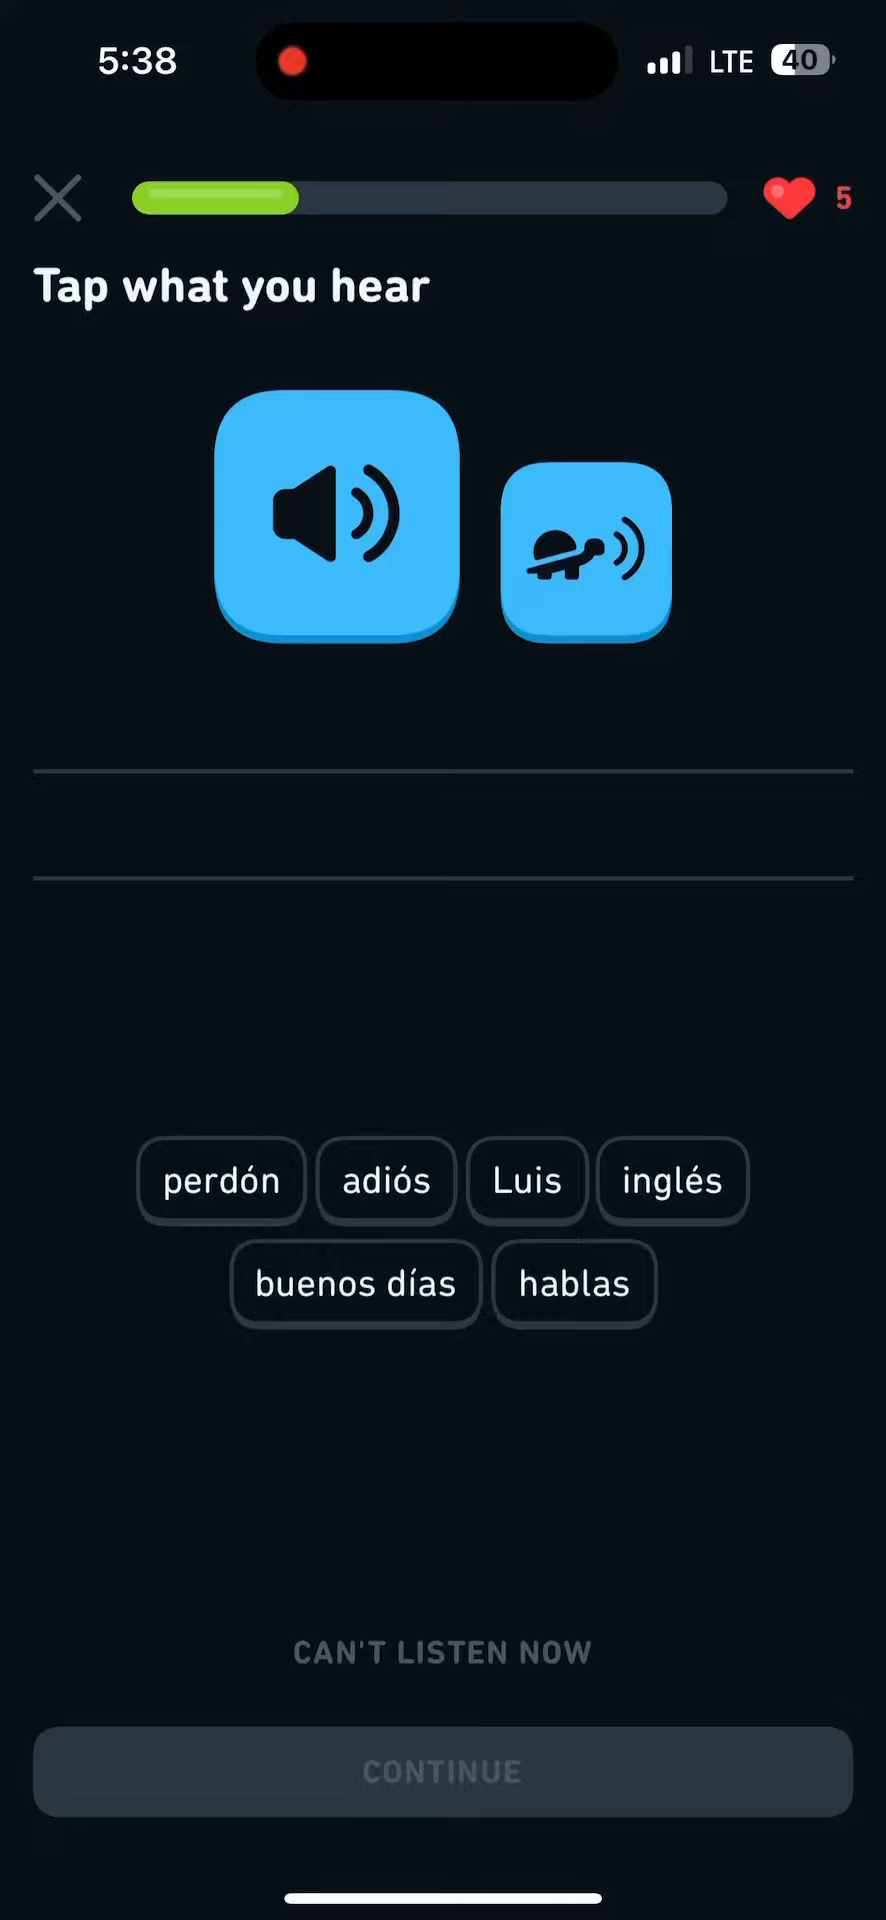 5:38 LTE 40
5
Tap what you hear
perdón adiós Luis inglés
buenos días hablas
CAN'T LISTEN NOW
CONTINUE